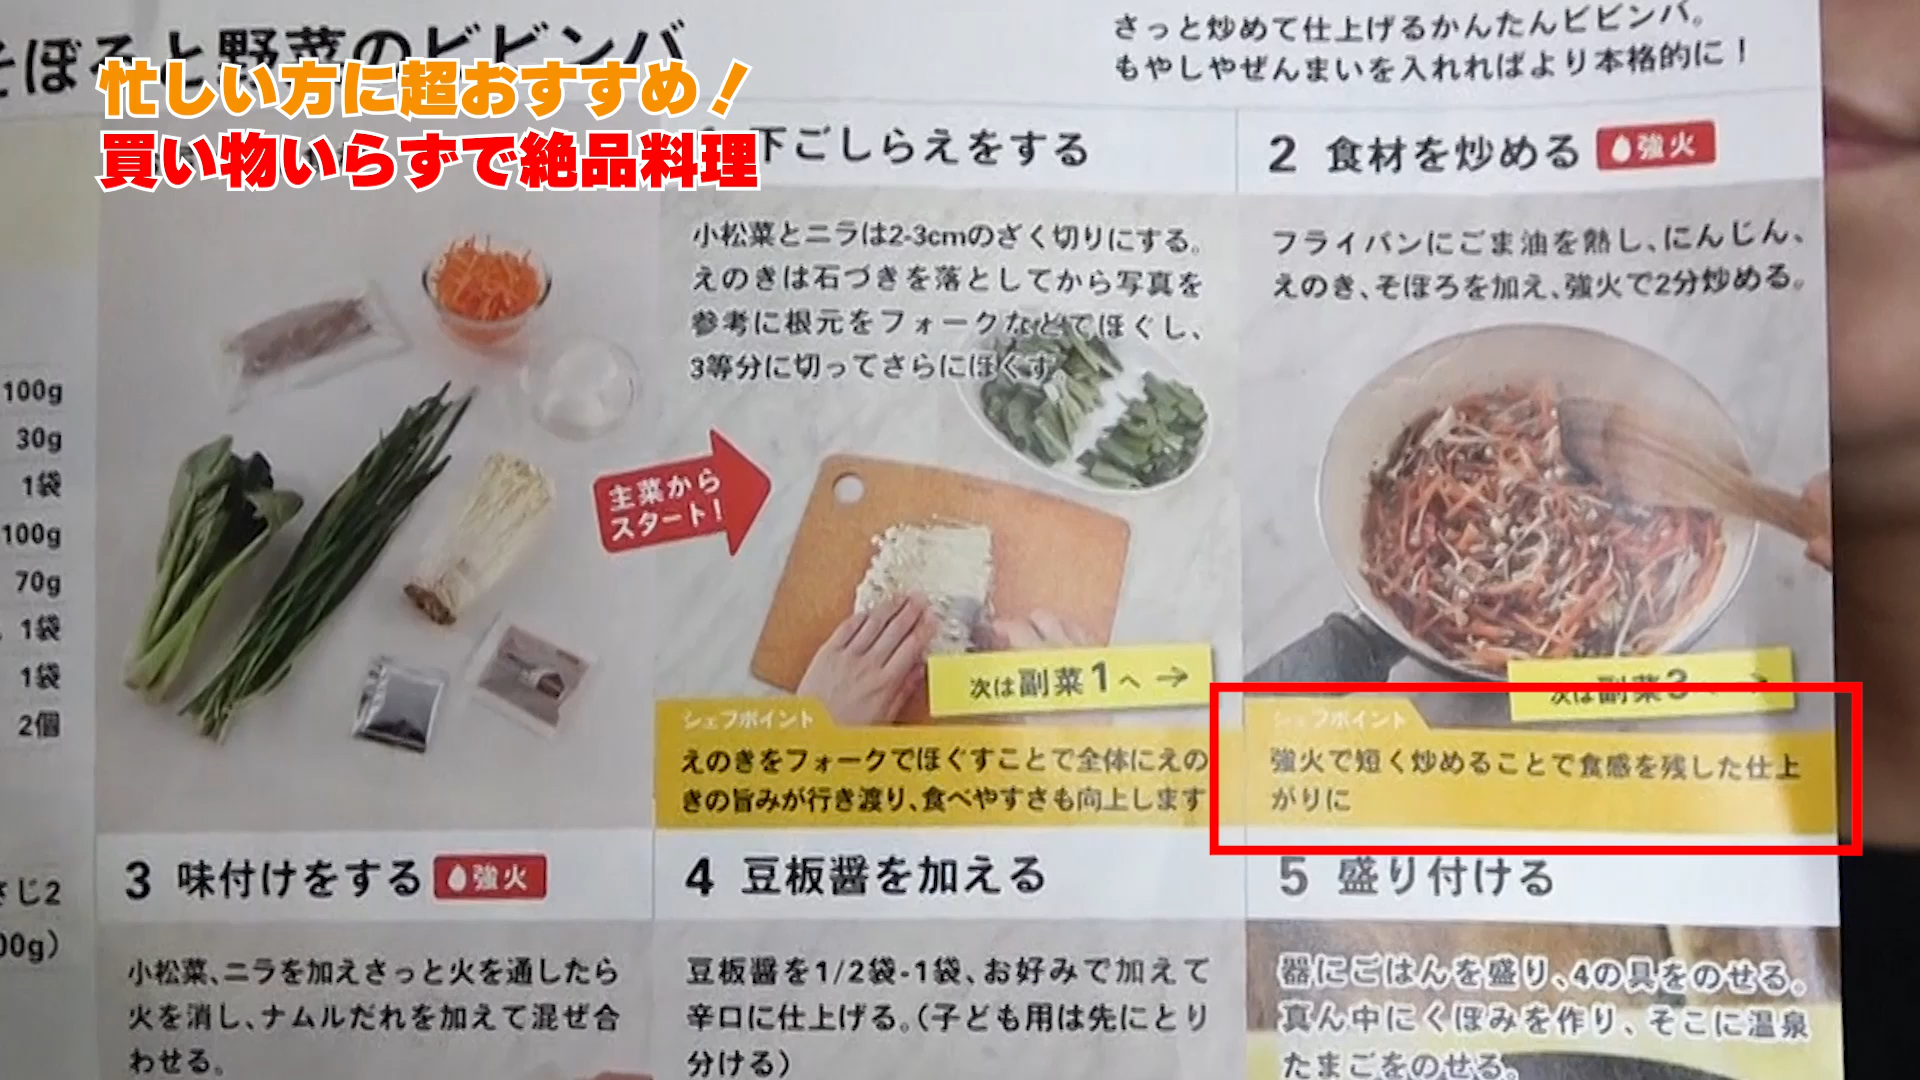 そぼろと野菜のビビンバ
さっと炒めて仕上げるかんたんビビンバ。
もやしやぜんまいを入れればより本格的に！
忙しい方に超おすすめ！
買い物いらずで絶品料理
100g
30g
1袋
100g
70g
1袋
1袋
2個
さじ2
00g）
主菜から
スタート！
下ごしらえをする
小松菜とニラは2-3cmのざく切りにする。
えのきは石づきを落としてから写真を
参考に根元をフォークなどでほぐし、
3等分に切ってさらにほぐす
次は副菜1へ→
シェフポイント
えのきをフォークでほぐすことで全体にえの
きの旨みが行き渡り、食べやすさも向上します
2 食材を炒める 強火
フライパンにごま油を熱し、にんじん、
えのき、そぼろを加え、強火で2分炒める。
次は副菜3へ→
シェフポイント
強火で短く炒めることで食感を残した仕上
がりに
3 味付けをする 強火
小松菜、ニラを加えさっと火を通したら
火を消し、ナムルだれを加えて混ぜ合
わせる。
4 豆板醤を加える
豆板醤を1/2袋-1袋、お好みで加えて
辛口に仕上げる。（子ども用は先にとり
分ける）
5 盛り付ける
器にごはんを盛り、4の具をのせる。
真ん中にくぼみを作り、そこに温泉
たまごをのせる。